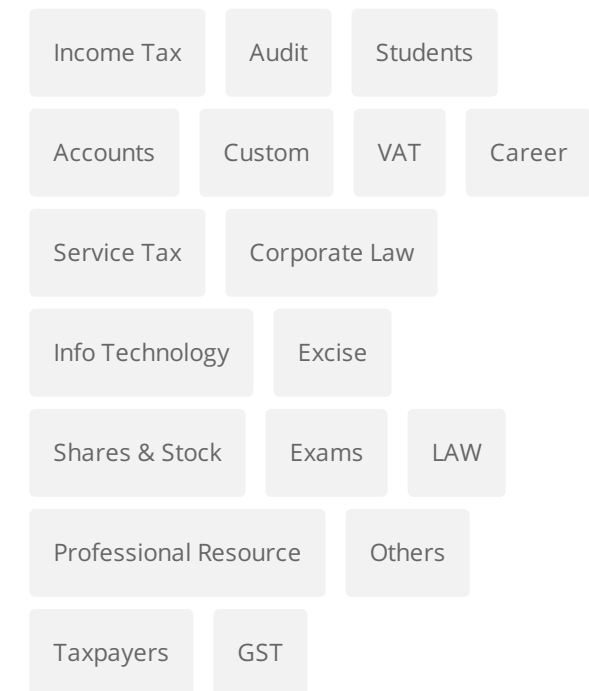 Income Tax Audit Students
Accounts Custom VAT Career
Service Tax Corporate Law
Info Technology Excise
Shares & Stock Exams LAW
Professional Resource Others
Taxpayers GST